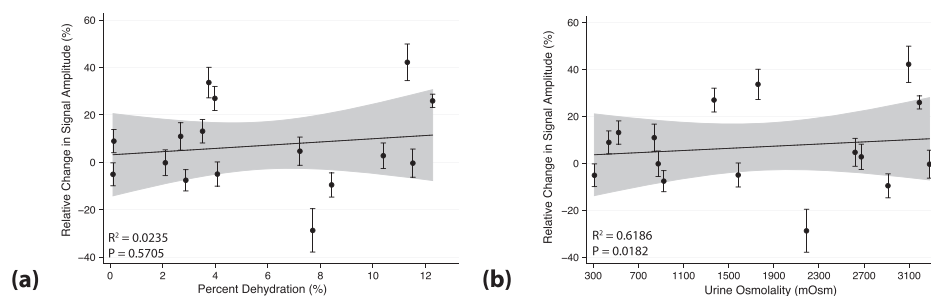 60
40
20
0
−20
−40
Relative Change in Signal Amplitude (%)
R² = 0.0235
P = 0.5705
0 2 4 6 8 10 12
Percent Dehydration (%)
(a)
60
40
20
0
−20
−40
Relative Change in Signal Amplitude (%)
R² = 0.6186
P = 0.0182
300 700 1100 1500 1900 2300 2700 3100
Urine Osmolality (mOsm)
(b)